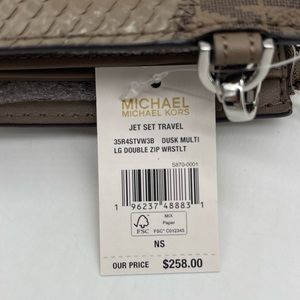 MICHAEL
MICHAEL KORS
JET SET TRAVEL
35R4STVW3B DUSK MULTI
LG DOUBLE ZIP WRSTLT
S870-0001
1 96237 48883 1
FSC
MIX
Paper
FSC® C012345
NS
OUR PRICE $258.00